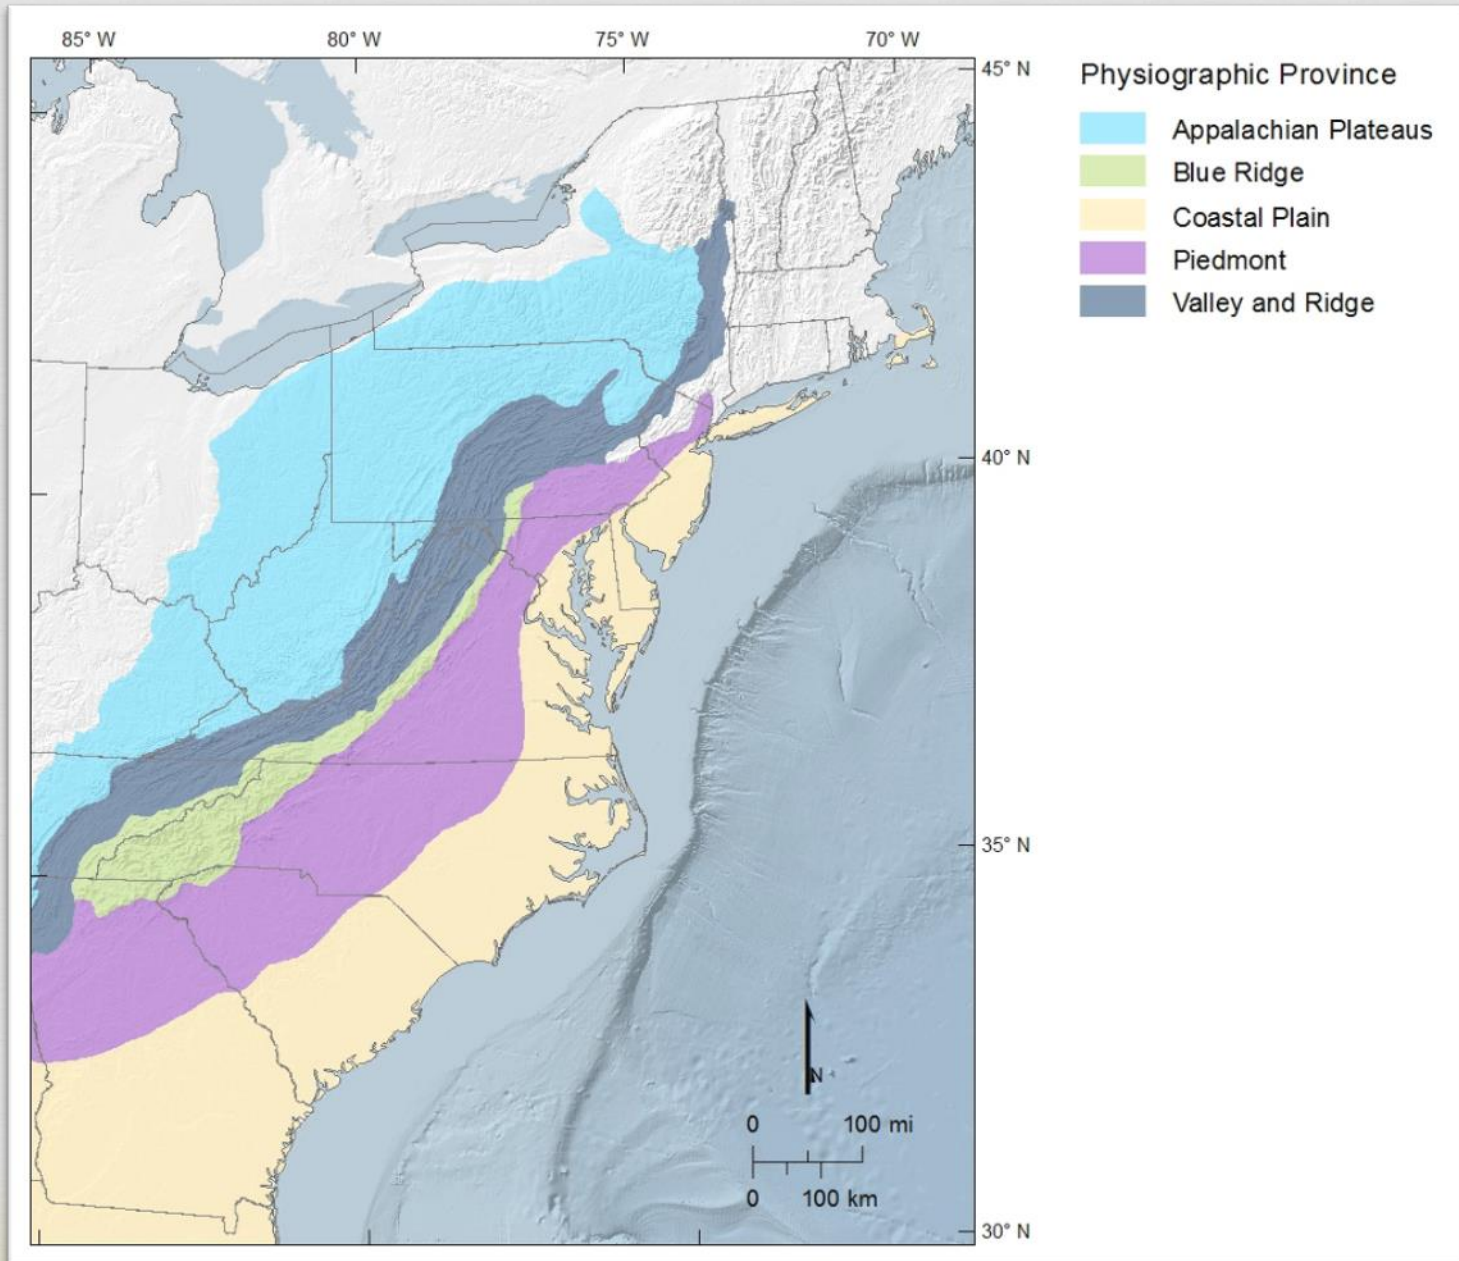 85° W 80° W 75° W 70° W
45° N
40° N
35° N
30° N
Physiographic Province
Appalachian Plateaus
Blue Ridge
Coastal Plain
Piedmont
Valley and Ridge
N
0 100 mi
0 100 km